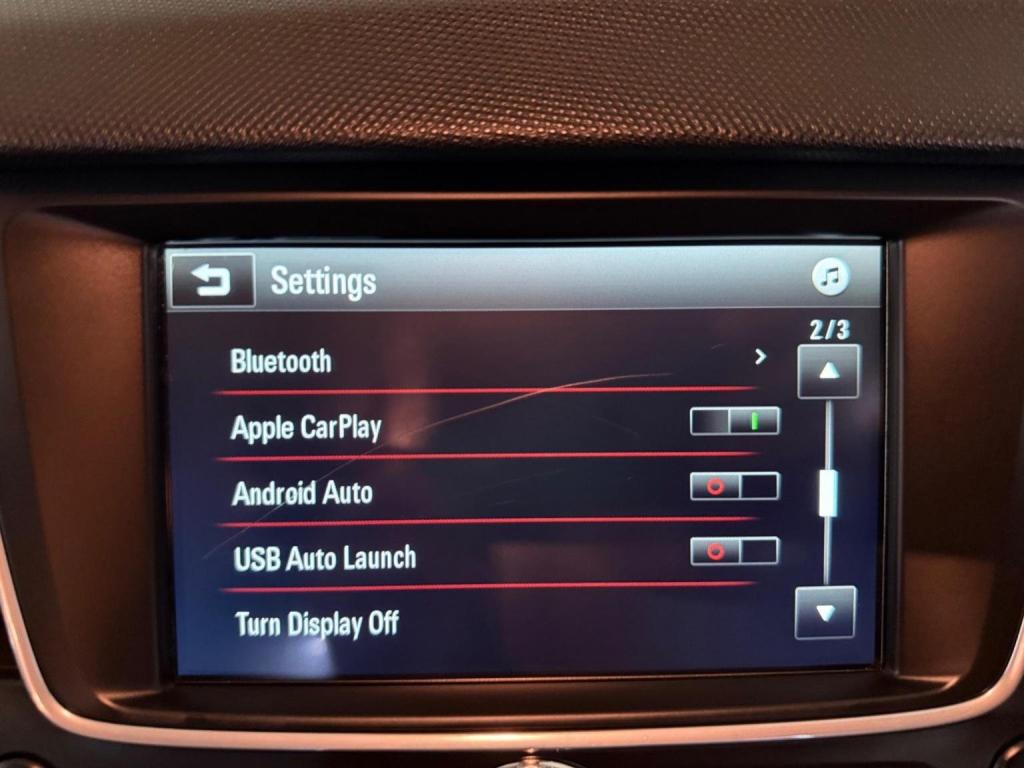 Settings
2/3
Bluetooth
Apple CarPlay
Android Auto
USB Auto Launch
Turn Display Off